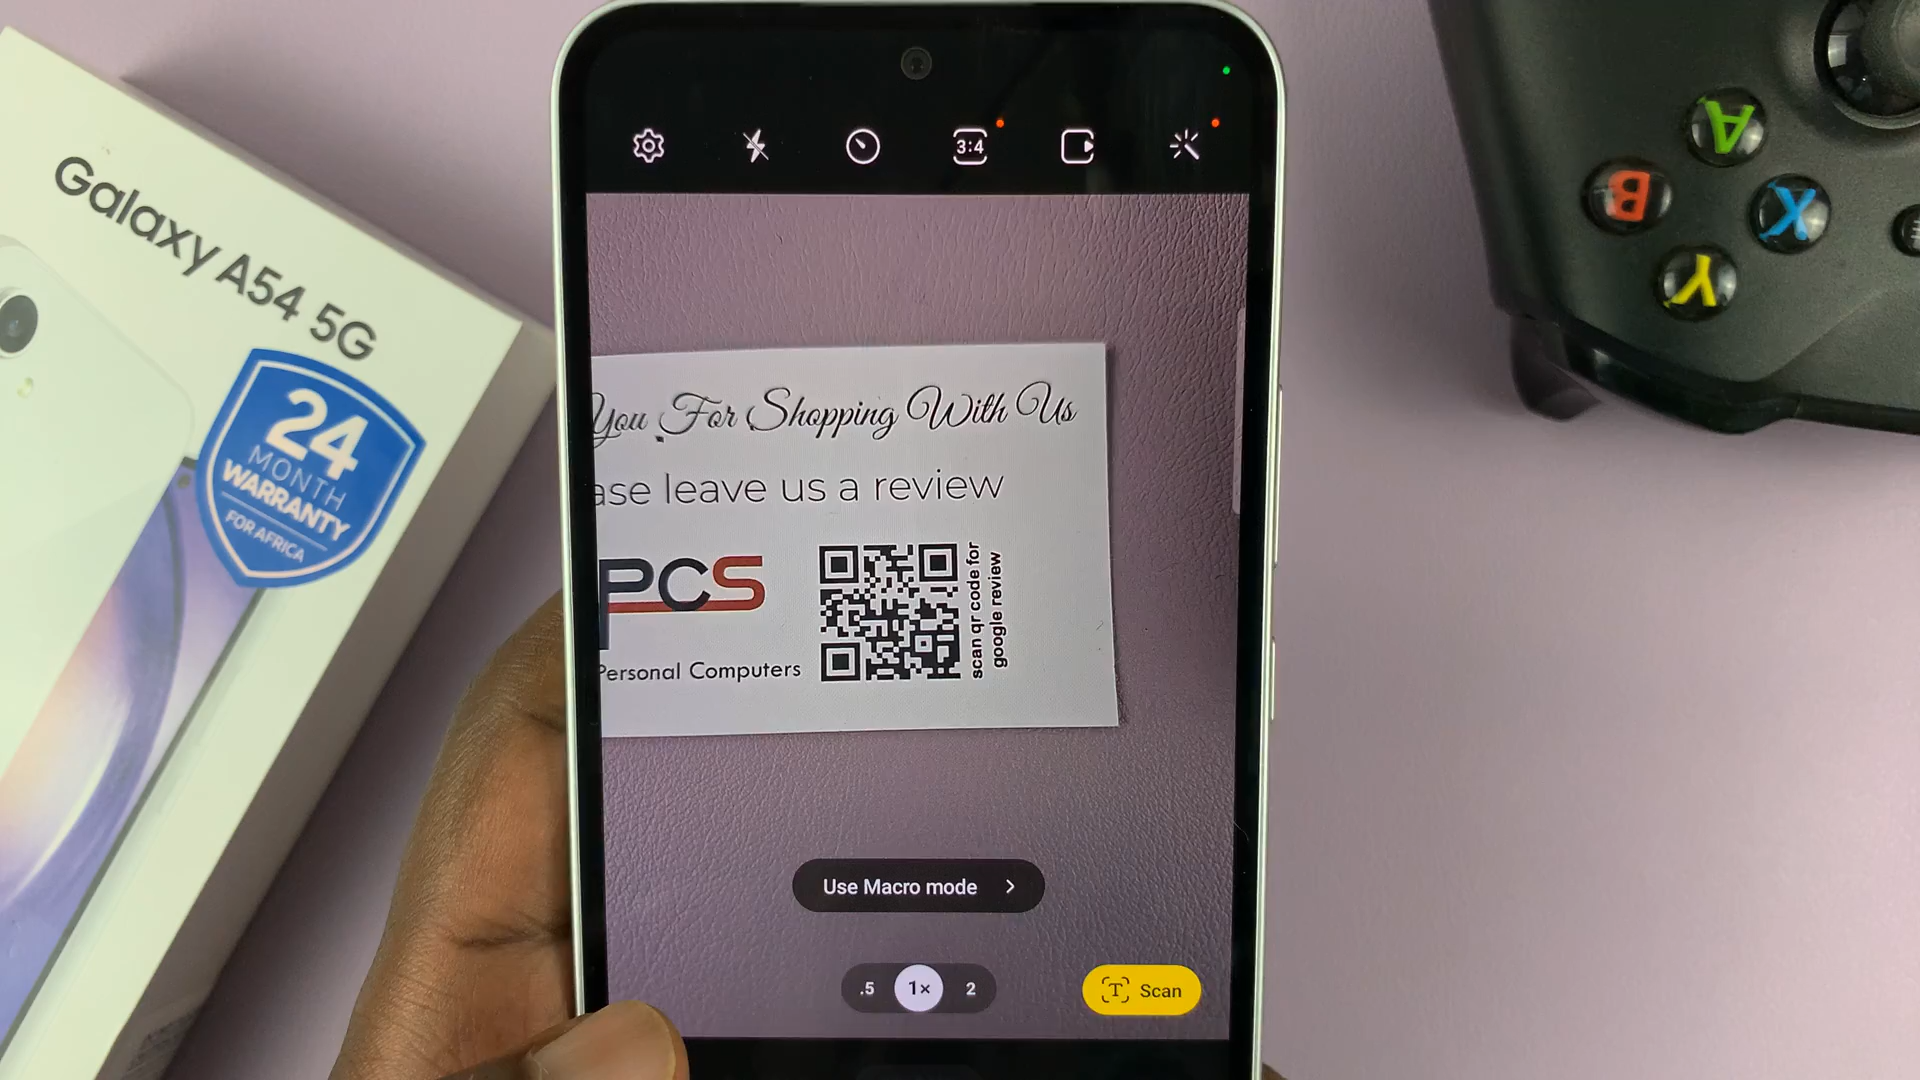 Galaxy A54 5G
24
MONTH
WARRANTY
FOR AFRICA
3:4
You For Shopping With Us
ase leave us a review
PCS
Personal Computers
scan qr code for
google review
Use Macro mode
.5 1× 2
Scan
A
B
X
Y